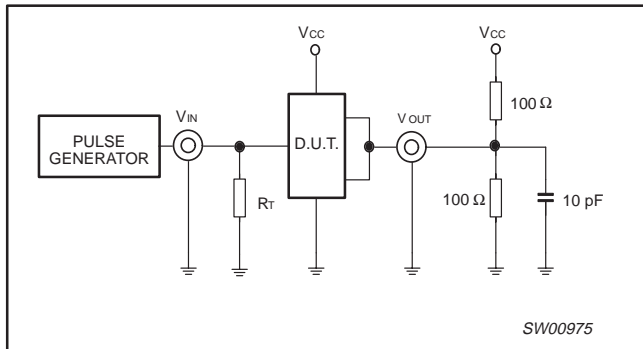 VCC
VCC
100 Ω
VIN
VOUT
PULSE
GENERATOR
D.U.T.
RT
100 Ω
10 pF
SW00975